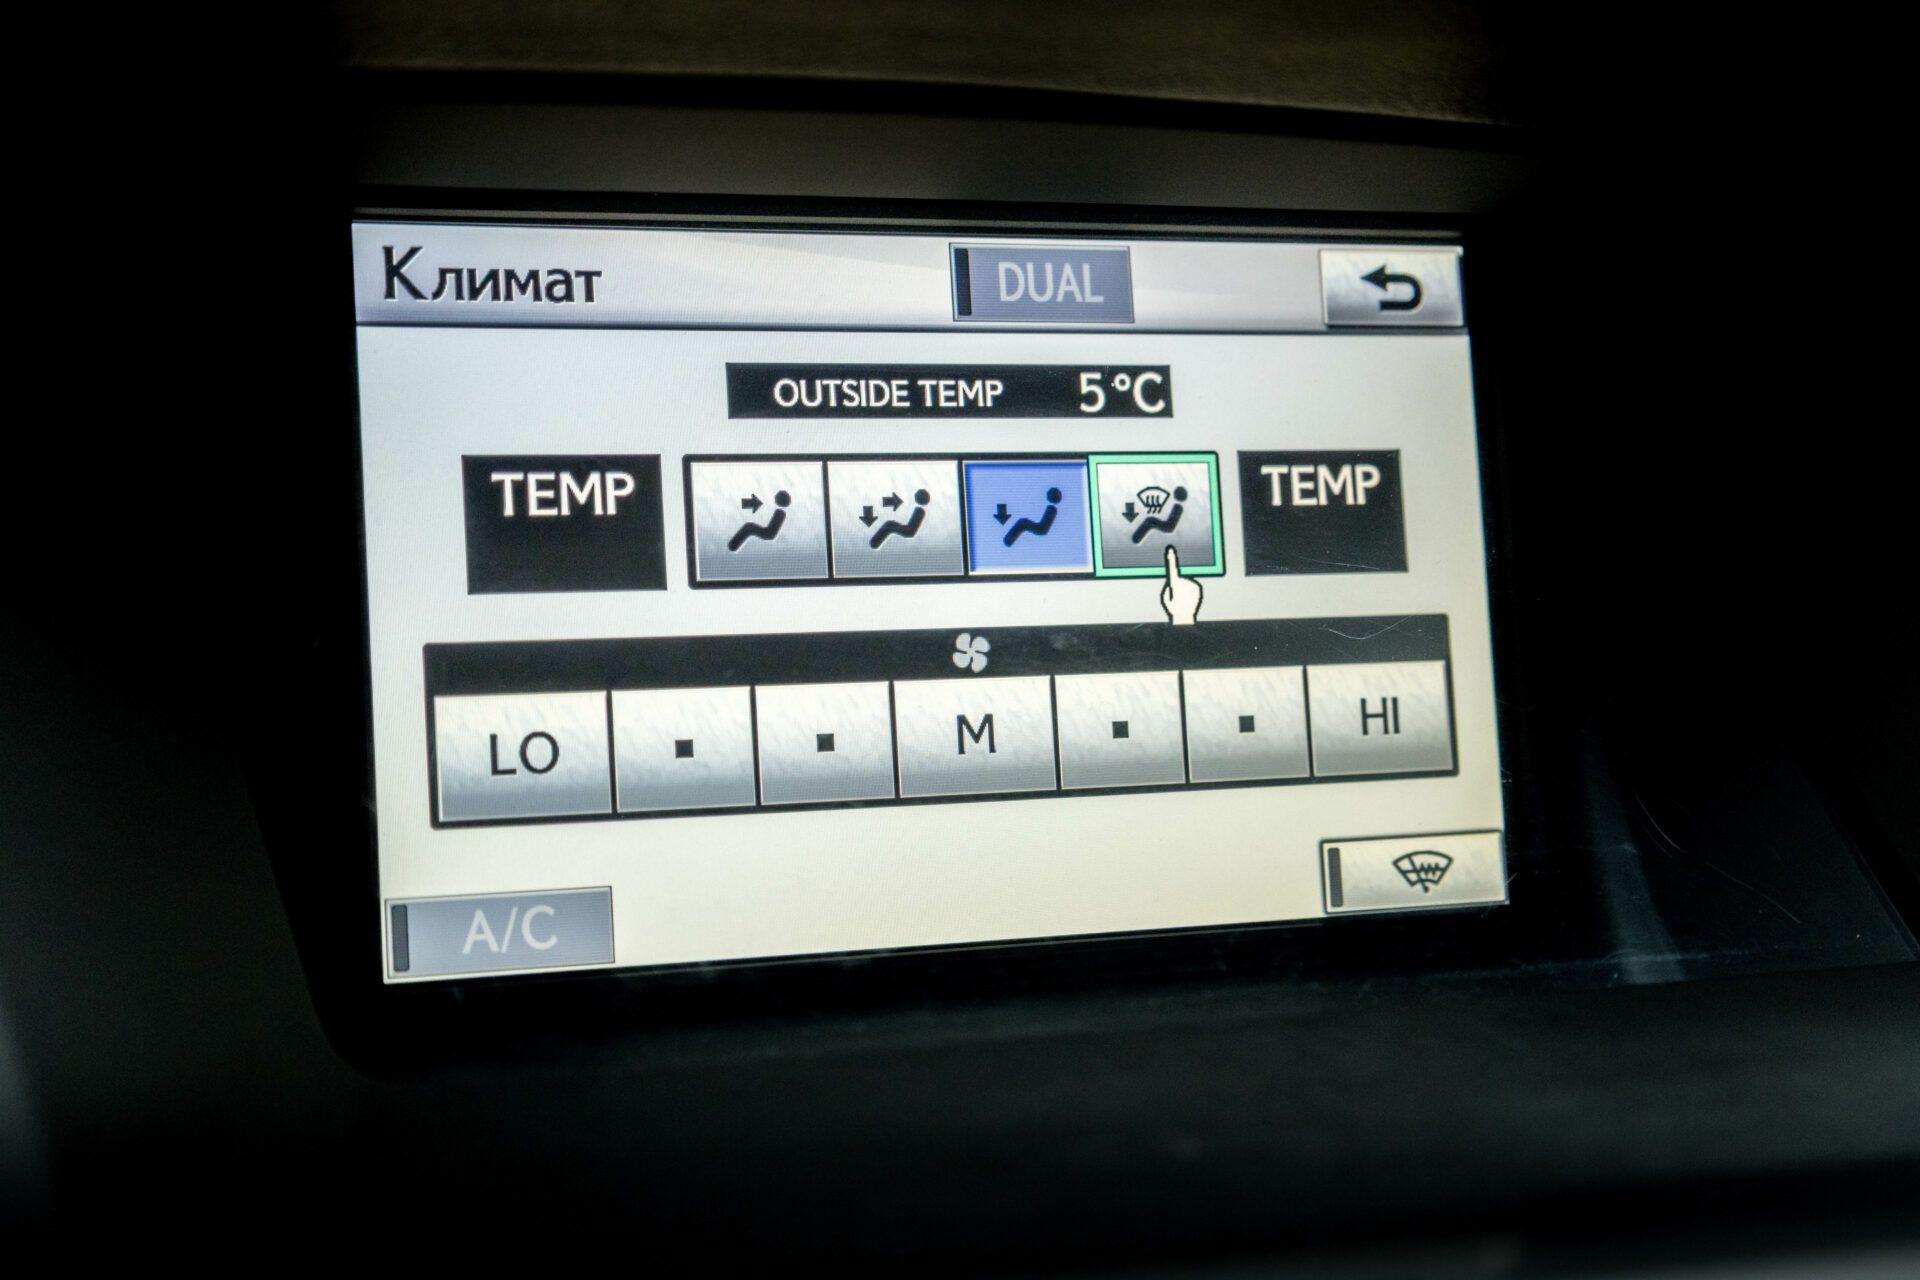 Климат
DUAL
OUTSIDE TEMP 5°C
TEMP
TEMP
LO
M
HI
A/C